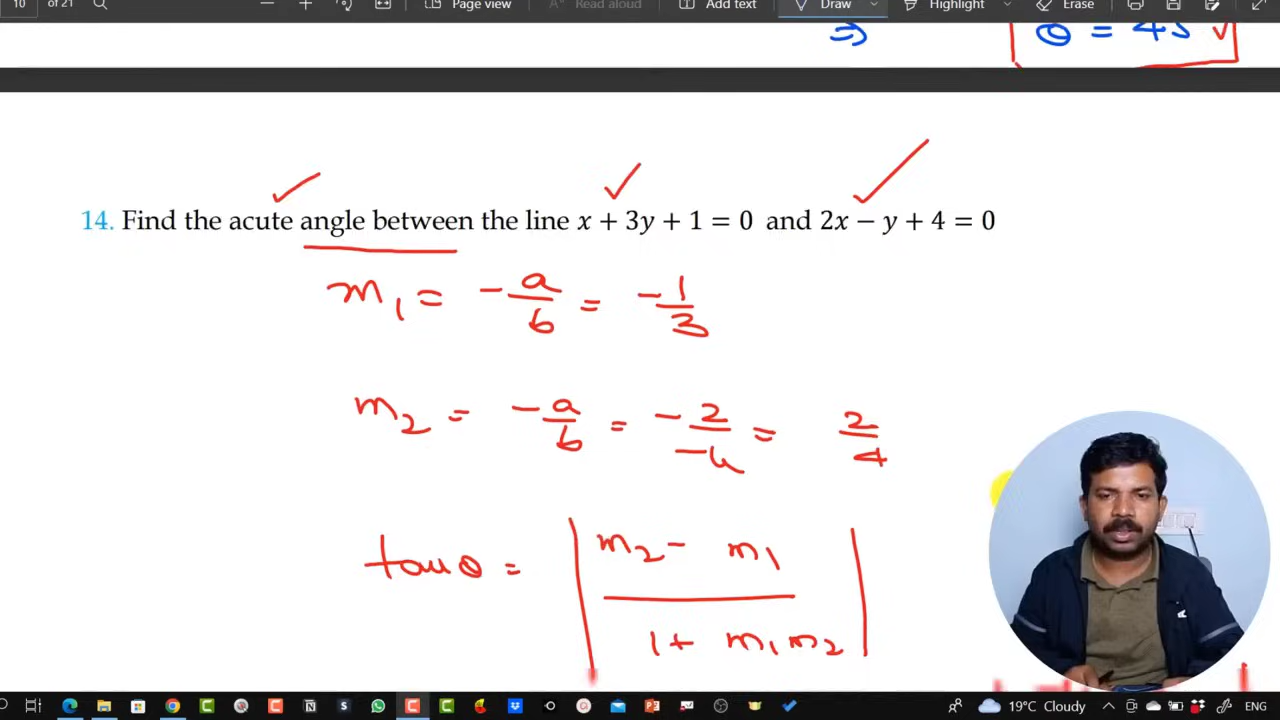 10 of 21 Page view Read aloud Add text Draw Highlight Erase
⇒ θ = 45
14. Find the acute angle between the line x + 3y + 1 = 0 and 2x − y + 4 = 0
m₁ = -a/b = -1/3
m₂ = -a/b = -2/-4 = 2/4
tanθ = | m₂ - m₁ / 1 + m₁m₂ |
19°C Cloudy ENG